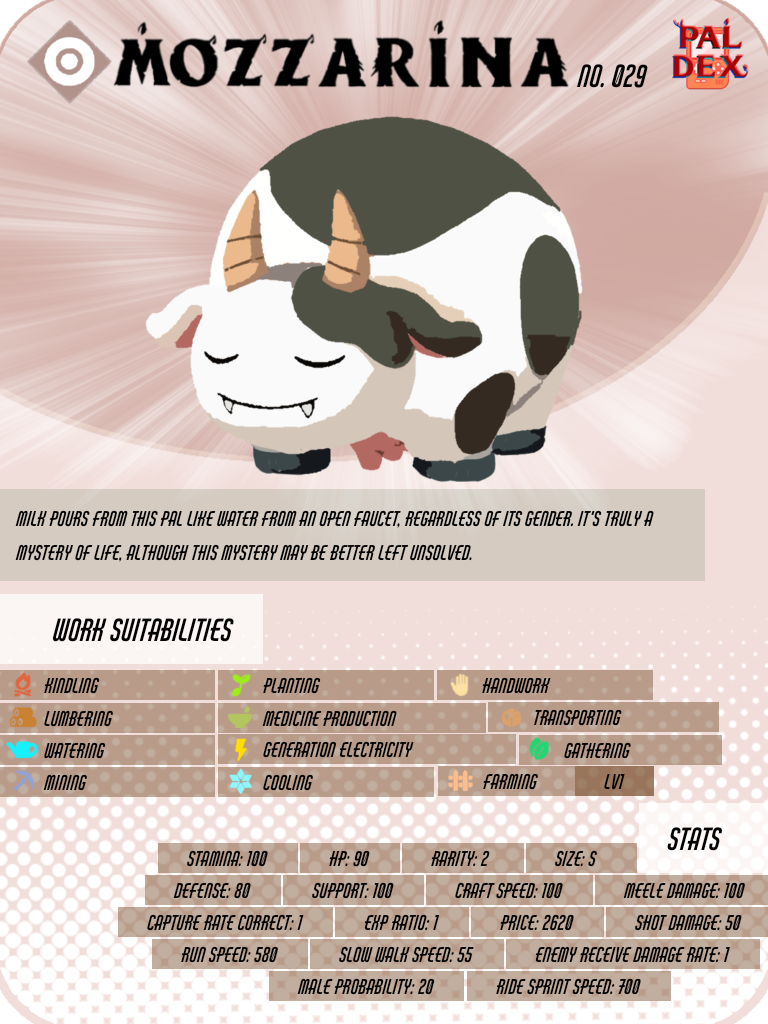 MOZZARINA NO. 029
PAL
DEX
MILK POURS FROM THIS PAL LIKE WATER FROM AN OPEN FAUCET, REGARDLESS OF ITS GENDER. IT'S TRULY A
MYSTERY OF LIFE, ALTHOUGH THIS MYSTERY MAY BE BETTER LEFT UNSOLVED.
WORK SUITABILITIES
KINDLING PLANTING HANDWORK
LUMBERING MEDICINE PRODUCTION TRANSPORTING
WATERING GENERATION ELECTRICITY GATHERING
MINING COOLING FARMING LV1
STATS
STAMINA: 100 HP: 90 RARITY: 2 SIZE: S
DEFENSE: 80 SUPPORT: 100 CRAFT SPEED: 100 MEELE DAMAGE: 100
CAPTURE RATE CORRECT: 1 EXP RATIO: 1 PRICE: 2620 SHOT DAMAGE: 50
RUN SPEED: 580 SLOW WALK SPEED: 55 ENEMY RECEIVE DAMAGE RATE: 1
MALE PROBABILITY: 20 RIDE SPRINT SPEED: 700